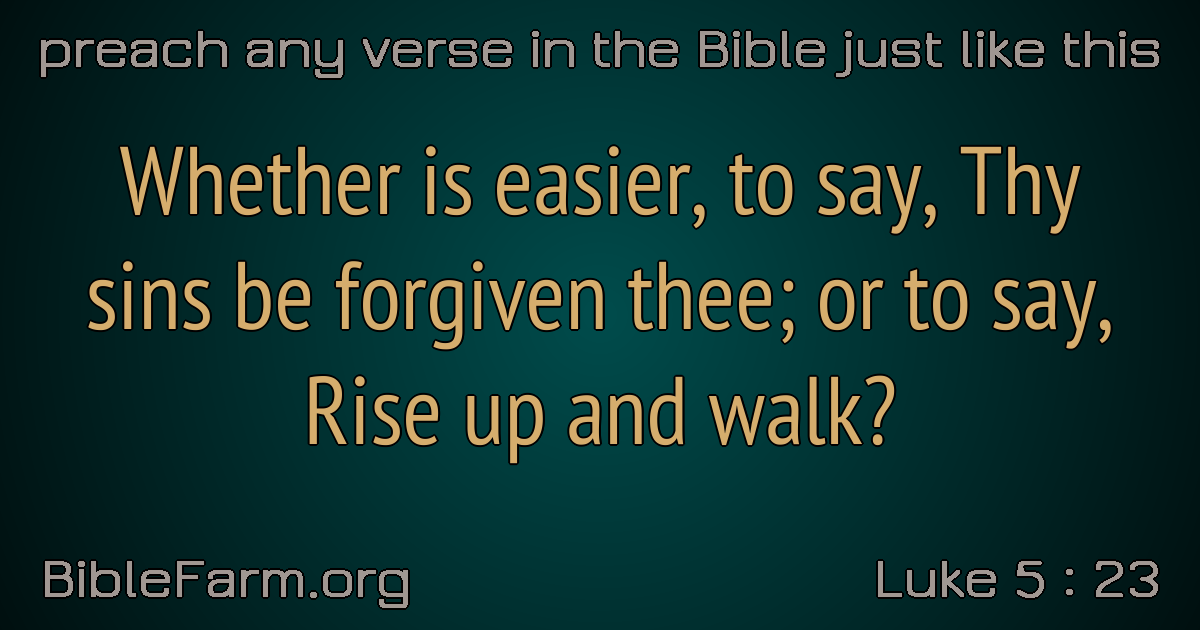 preach any verse in the Bible just like this
Whether is easier, to say, Thy
sins be forgiven thee; or to say,
Rise up and walk?
BibleFarm.org
Luke 5 : 23